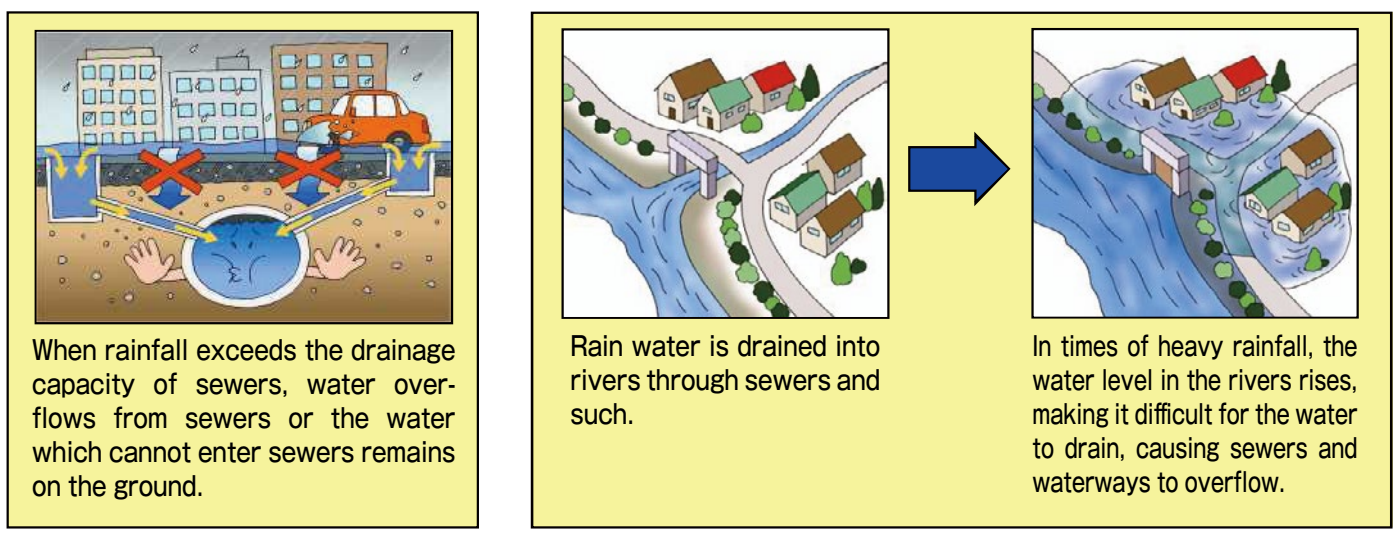 When rainfall exceeds the drainage
capacity of sewers, water over-
flows from sewers or the water
which cannot enter sewers remains
on the ground.
Rain water is drained into
rivers through sewers and
such.
In times of heavy rainfall, the
water level in the rivers rises,
making it difficult for the water
to drain, causing sewers and
waterways to overflow.